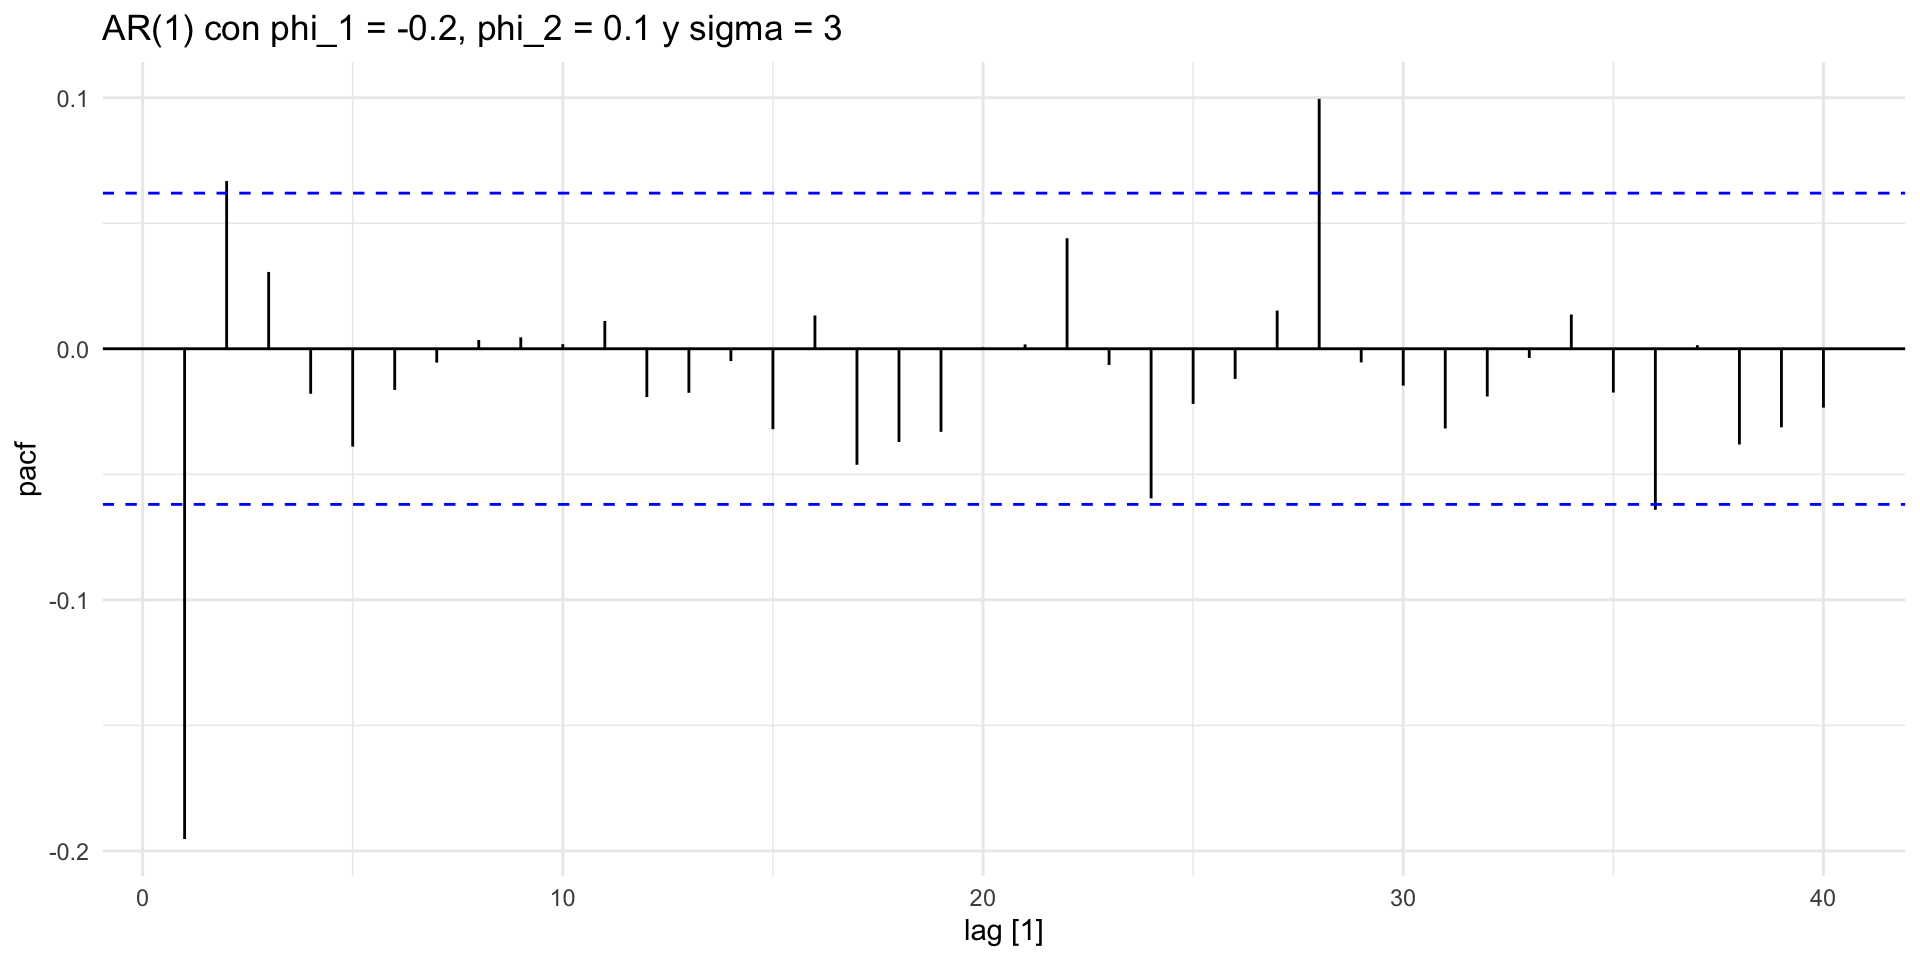 AR(1) con phi_1 = -0.2, phi_2 = 0.1 y sigma = 3
0.1
0.0
-0.1
-0.2
pacf
0 10 20 30 40
lag [1]